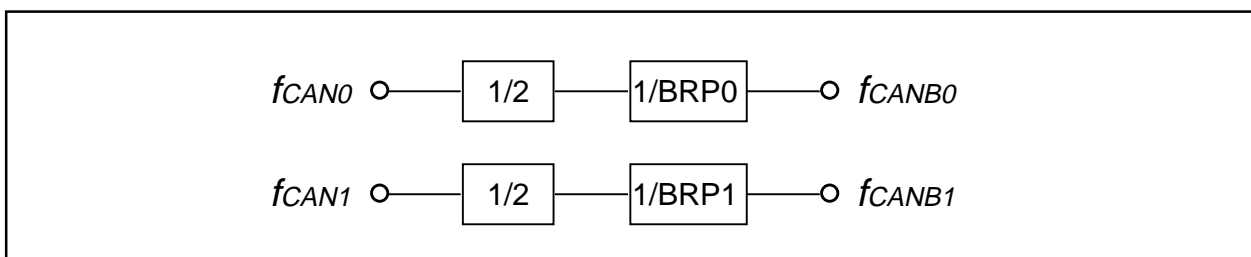 fCAN0 1/2 1/BRP0 fCANB0
fCAN1 1/2 1/BRP1 fCANB1